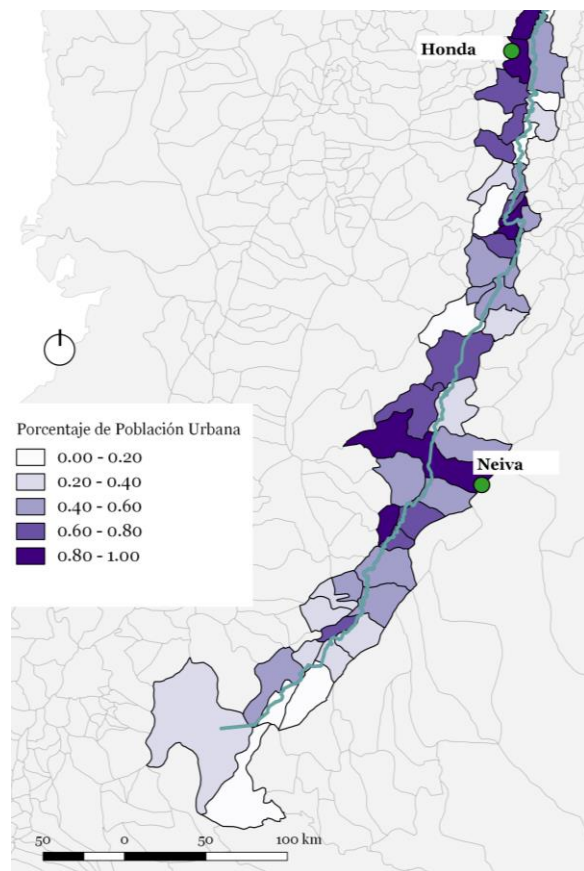 Honda
Porcentaje de Población Urbana
0.00 - 0.20
0.20 - 0.40
0.40 - 0.60
0.60 - 0.80
0.80 - 1.00
Neiva
50 0 50 100 km